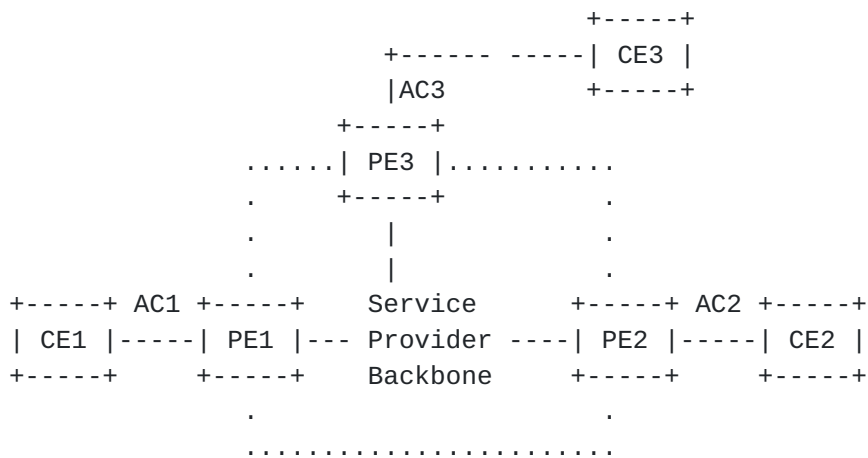 CE3
AC3
PE3
AC1 Service AC2
CE1 PE1 Provider PE2 CE2
Backbone